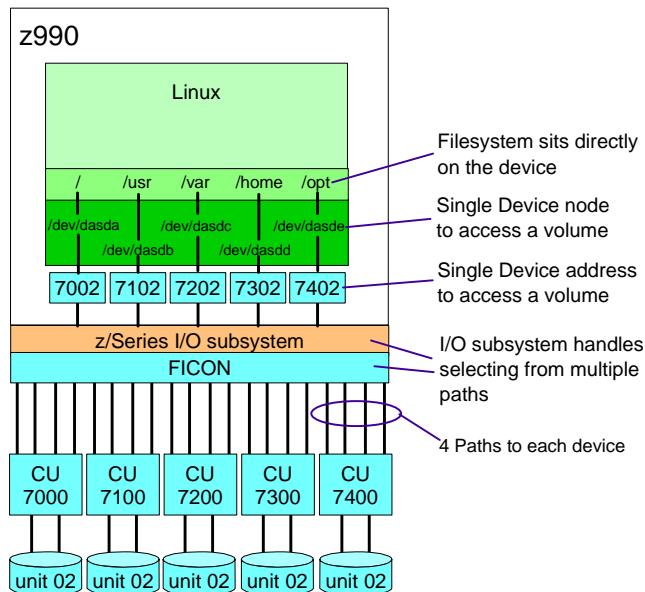 z990
Linux
/ /usr /var /home /opt
/dev/dasda /dev/dasdc /dev/dasde
/dev/dasdb /dev/dasdd
7002 7102 7202 7302 7402
z/Series I/O subsystem
FICON
Filesystem sits directly
on the device
Single Device node
to access a volume
Single Device address
to access a volume
I/O subsystem handles
selecting from multiple
paths
4 Paths to each device
CU CU CU CU CU
7000 7100 7200 7300 7400
unit 02 unit 02 unit 02 unit 02 unit 02